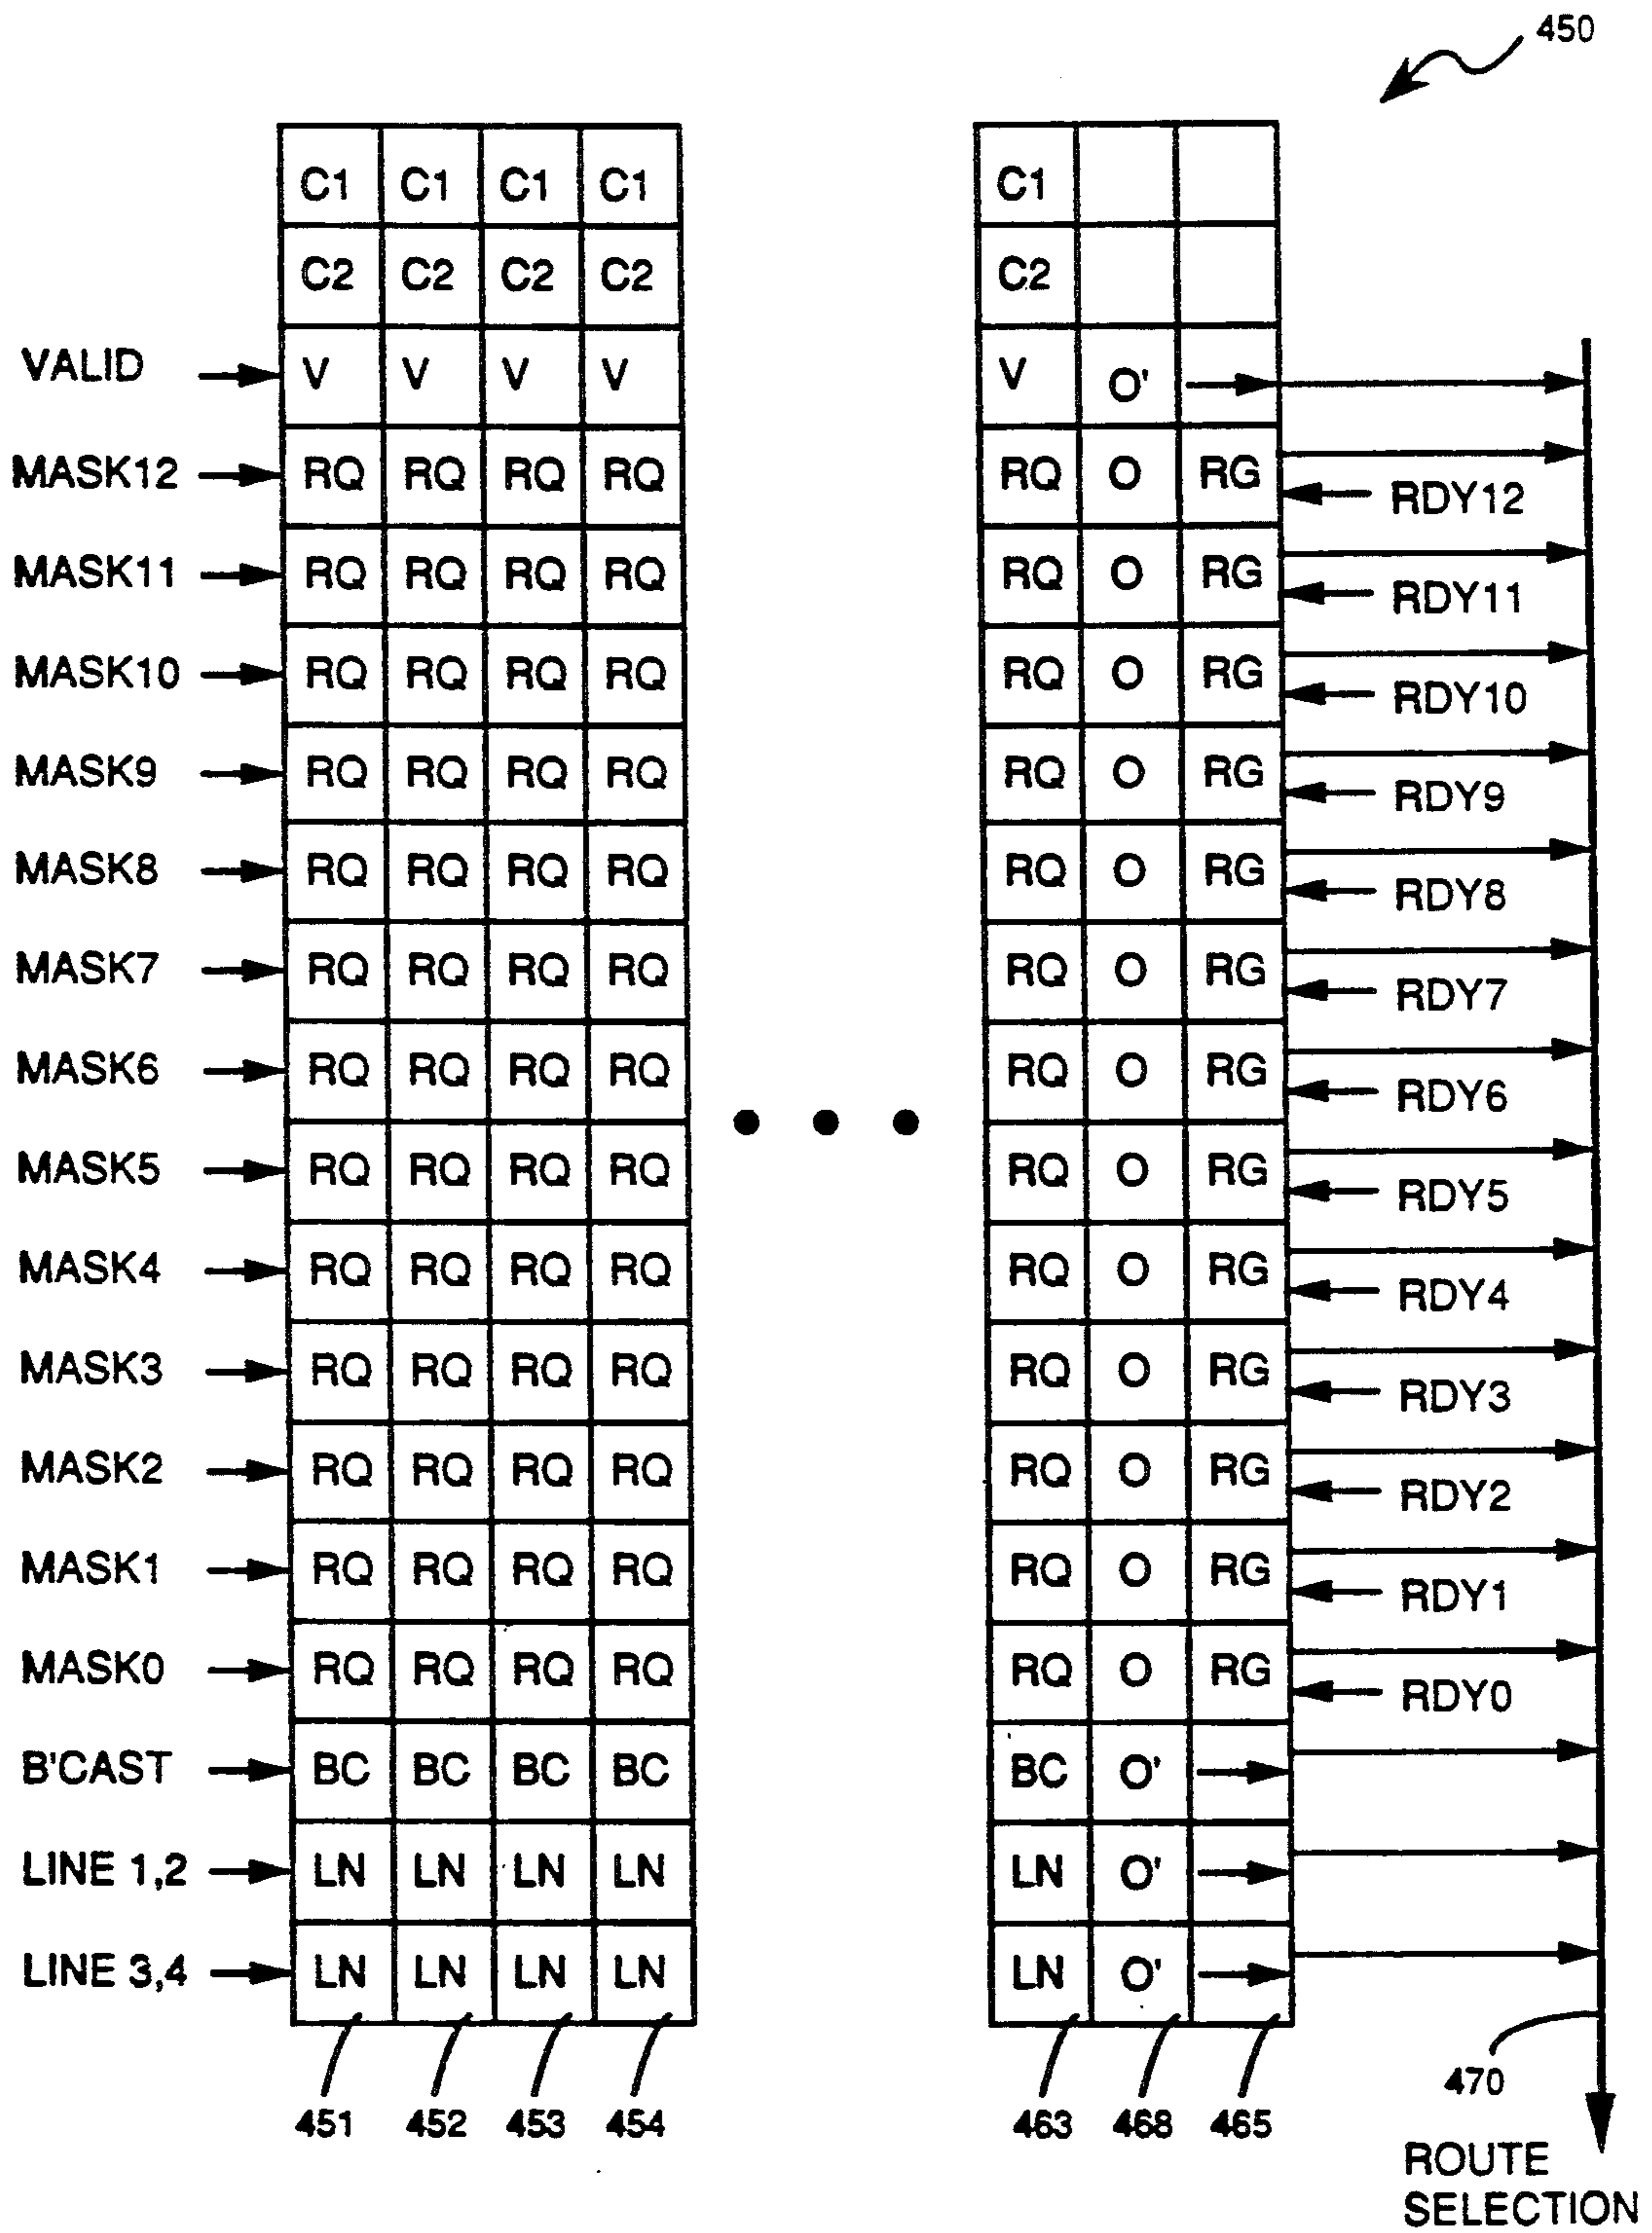 450
C1 C1 C1 C1 C1
C2 C2 C2 C2 C2
VALID V V V V V O'
MASK12 RQ RQ RQ RQ RQ O RG RDY12
MASK11 RQ RQ RQ RQ RQ O RG RDY11
MASK10 RQ RQ RQ RQ RQ O RG RDY10
MASK9 RQ RQ RQ RQ RQ O RG RDY9
MASK8 RQ RQ RQ RQ RQ O RG RDY8
MASK7 RQ RQ RQ RQ RQ O RG RDY7
MASK6 RQ RQ RQ RQ RQ O RG RDY6
MASK5 RQ RQ RQ RQ RQ O RG RDY5
MASK4 RQ RQ RQ RQ RQ O RG RDY4
MASK3 RQ RQ RQ RQ RQ O RG RDY3
MASK2 RQ RQ RQ RQ RQ O RG RDY2
MASK1 RQ RQ RQ RQ RQ O RG RDY1
MASK0 RQ RQ RQ RQ RQ O RG RDY0
B'CAST BC BC BC BC BC O'
LINE 1,2 LN LN LN LN LN O'
LINE 3,4 LN LN LN LN LN O'
451 452 453 454 463 468 465 470
ROUTE
SELECTION